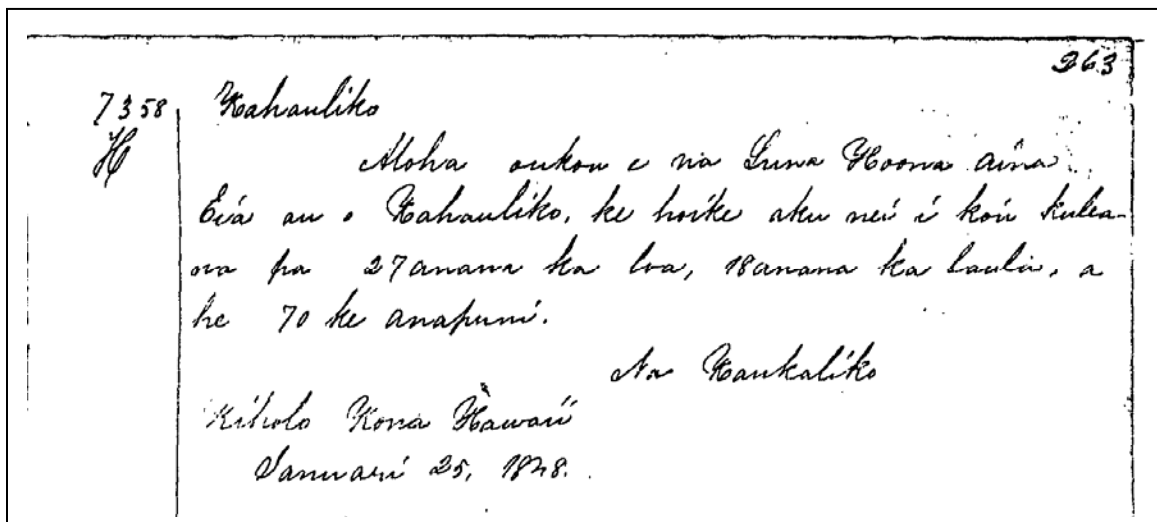 263
7358 Kahauliko
H Aloha oukou e na Luna Hoona aina.
Eia au o Kahauliko, ke hoike aku nei i kou kulea-
na pa 27 anana ka loa, 18 anana ka laula, a
he 70 ke anapuni.
Na Kaukaliko
Kiholo Kona Hawaii
Januari 25, 1848.